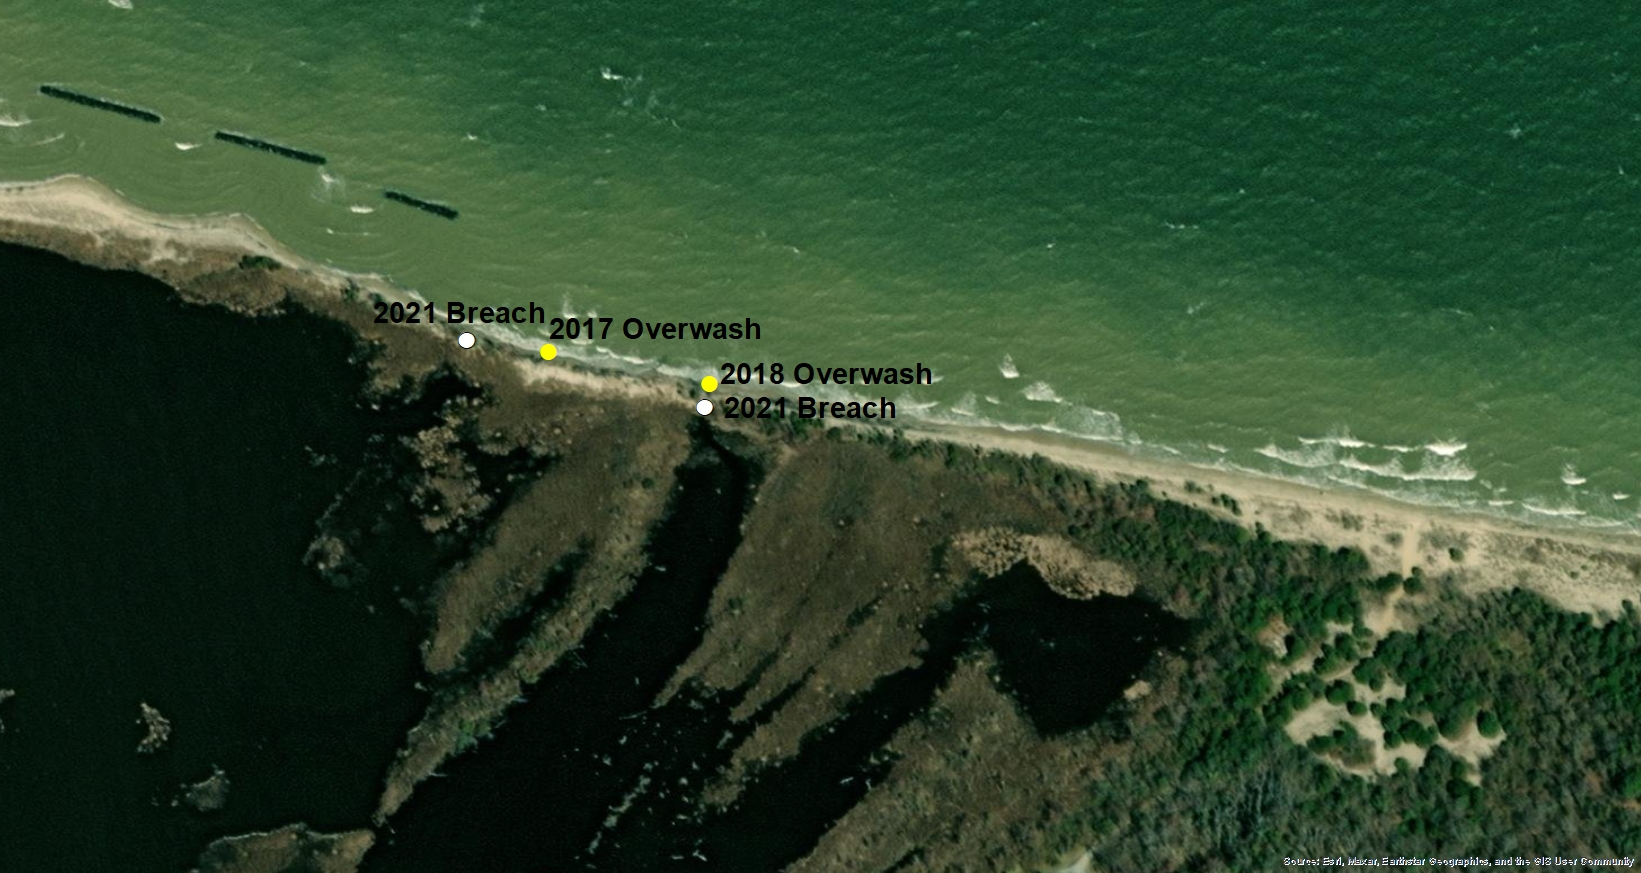 2021 Breach
2017 Overwash
2018 Overwash
2021 Breach
Source: Esri, Maxar, Earthstar Geographics, and the GIS User Community